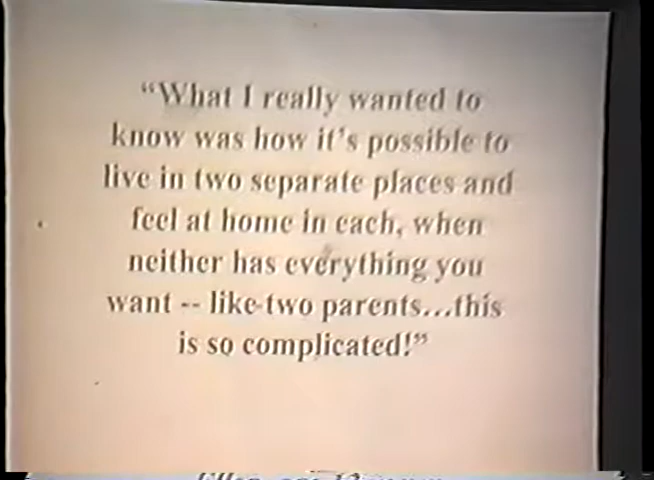 “What I really wanted to
know was how it’s possible to
live in two separate places and
feel at home in each, when
neither has everything you
want -- like two parents...this
is so complicated!”